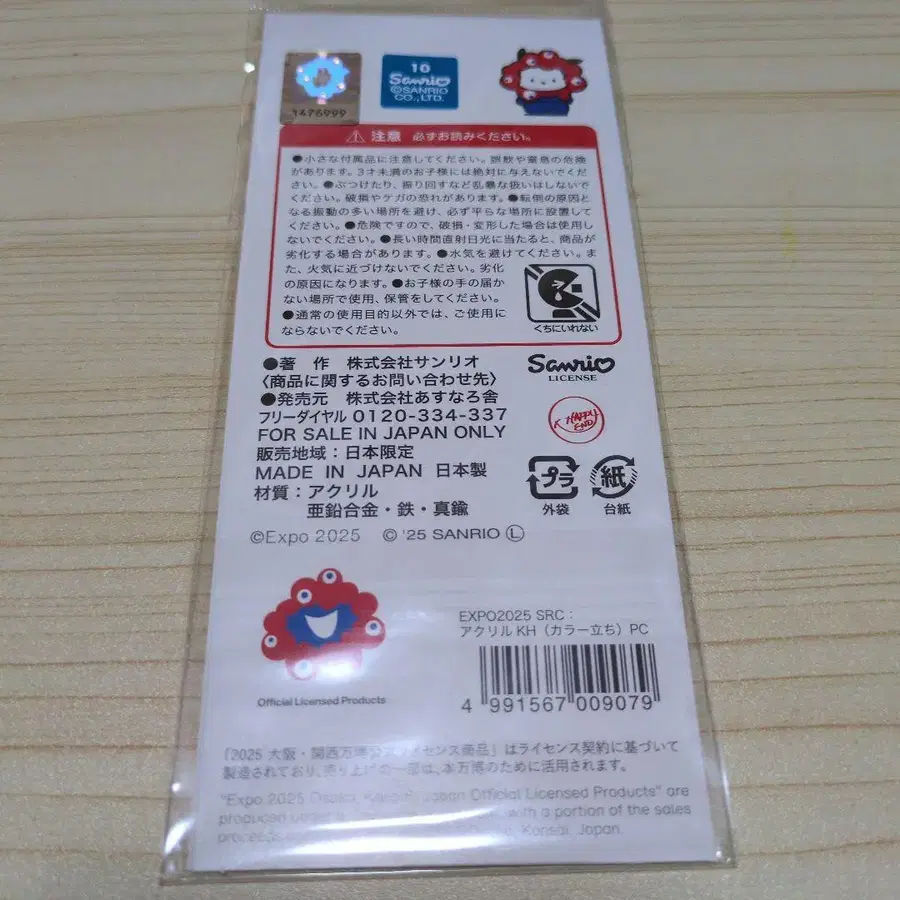 1476999
10
Sanrio
©SANRIO
CO., LTD.
⚠ 注意 必ずお読みください。
●小さな付属品に注意してください。誤飲や窒息の危険
があります。3才未満のお子様には絶対に与えないでくだ
さい。●ぶつけたり、振り回すなど乱暴な扱いはしないで
ください。破損やケガの恐れがあります。●転倒の原因と
なる振動の多い場所を避け、必ず平らな場所に設置して
ください。●危険ですので、破損・変形した場合は使用し
ないでください。●長い時間直射日光に当たると、商品が
劣化する場合があります。●水気を避けてください。ま
た、火気に近づけないでください。劣化
の原因になります。●お子様の手の届か
ない場所で使用、保管をしてください。
●通常の使用目的以外では、ご使用に
ならないでください。
くちにいれない
●著 作 株式会社サンリオ
〈商品に関するお問い合わせ先〉
●発売元 株式会社あすなろ舎
フリーダイヤル 0120-334-337
FOR SALE IN JAPAN ONLY
販売地域：日本限定
MADE IN JAPAN 日本製
材質：アクリル
亜鉛合金・鉄・真鍮
Sanrio
LICENSE
K HAPPY
END
プラ
外袋
紙
台紙
©Expo 2025 © '25 SANRIO Ⓛ
Official Licensed Products
EXPO2025 SRC：
アクリルKH（カラー立ち）PC
4 991567 009079
「2025 大阪・関西万博公式ライセンス商品」はライセンス契約に基づいて
製造されており、売り上げの一部は、本万博のために活用されます。
"Expo 2025 Osaka, Kansai, Japan Official Licensed Products" are
produced under with a portion of the sales
proceeds Kansai, Japan.